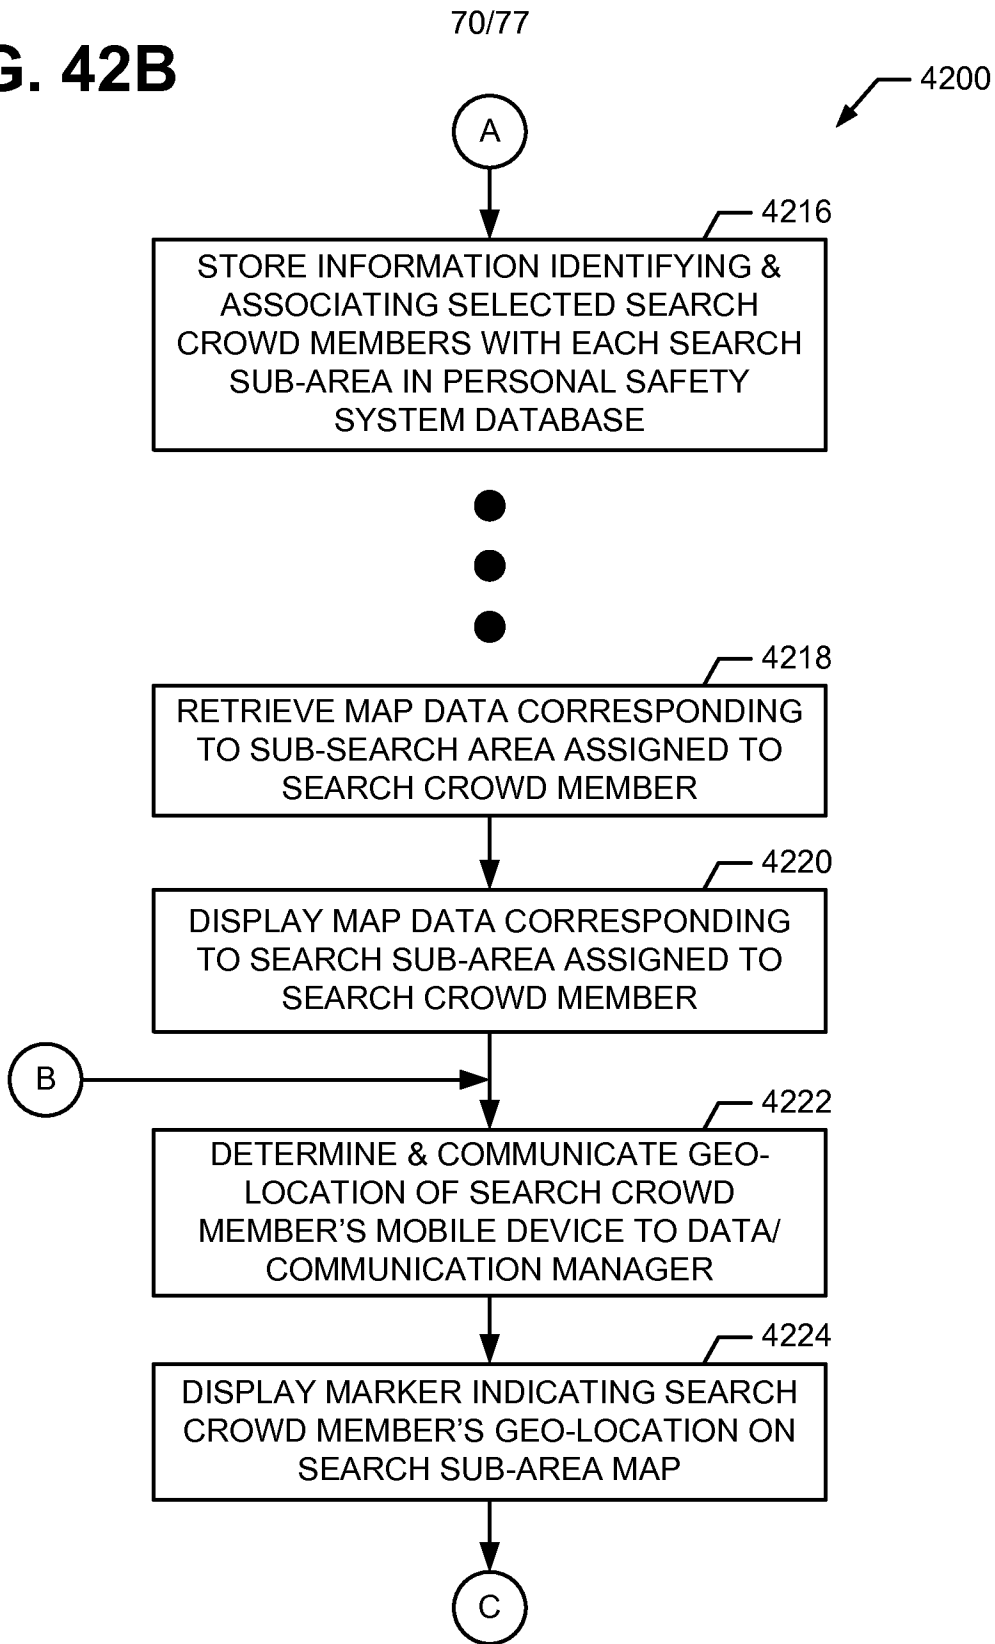 70/77
G. 42B
4200
A
4216
STORE INFORMATION IDENTIFYING &
ASSOCIATING SELECTED SEARCH
CROWD MEMBERS WITH EACH SEARCH
SUB-AREA IN PERSONAL SAFETY
SYSTEM DATABASE
4218
RETRIEVE MAP DATA CORRESPONDING
TO SUB-SEARCH AREA ASSIGNED TO
SEARCH CROWD MEMBER
4220
DISPLAY MAP DATA CORRESPONDING
TO SEARCH SUB-AREA ASSIGNED TO
SEARCH CROWD MEMBER
B
4222
DETERMINE & COMMUNICATE GEO-
LOCATION OF SEARCH CROWD
MEMBER'S MOBILE DEVICE TO DATA/
COMMUNICATION MANAGER
4224
DISPLAY MARKER INDICATING SEARCH
CROWD MEMBER'S GEO-LOCATION ON
SEARCH SUB-AREA MAP
C